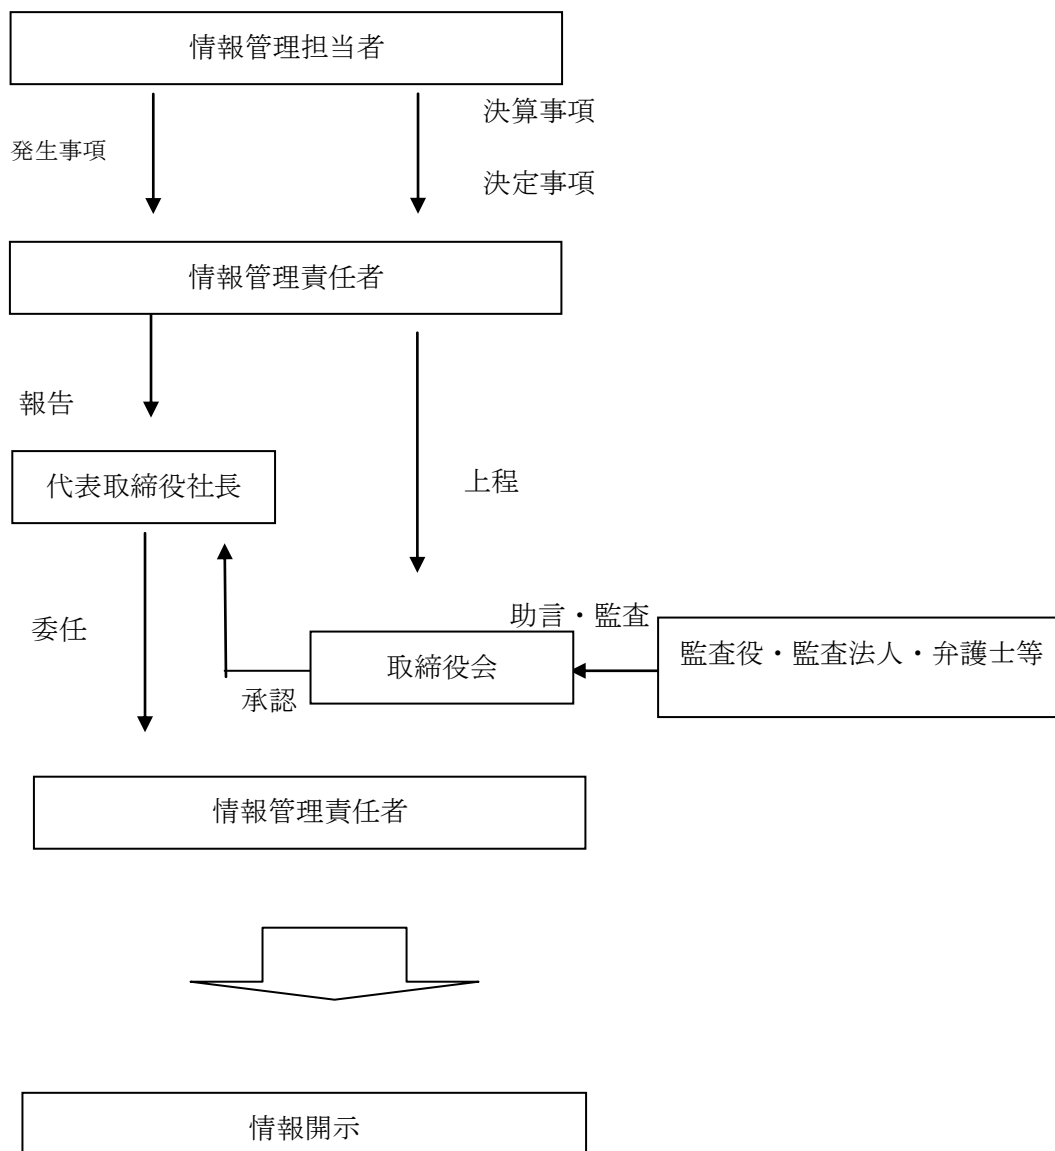 情報管理担当者
決算事項
発生事項
決定事項
情報管理責任者
報告
代表取締役社長
上程
助言・監査
委任
取締役会
監査役・監査法人・弁護士等
承認
情報管理責任者
情報開示